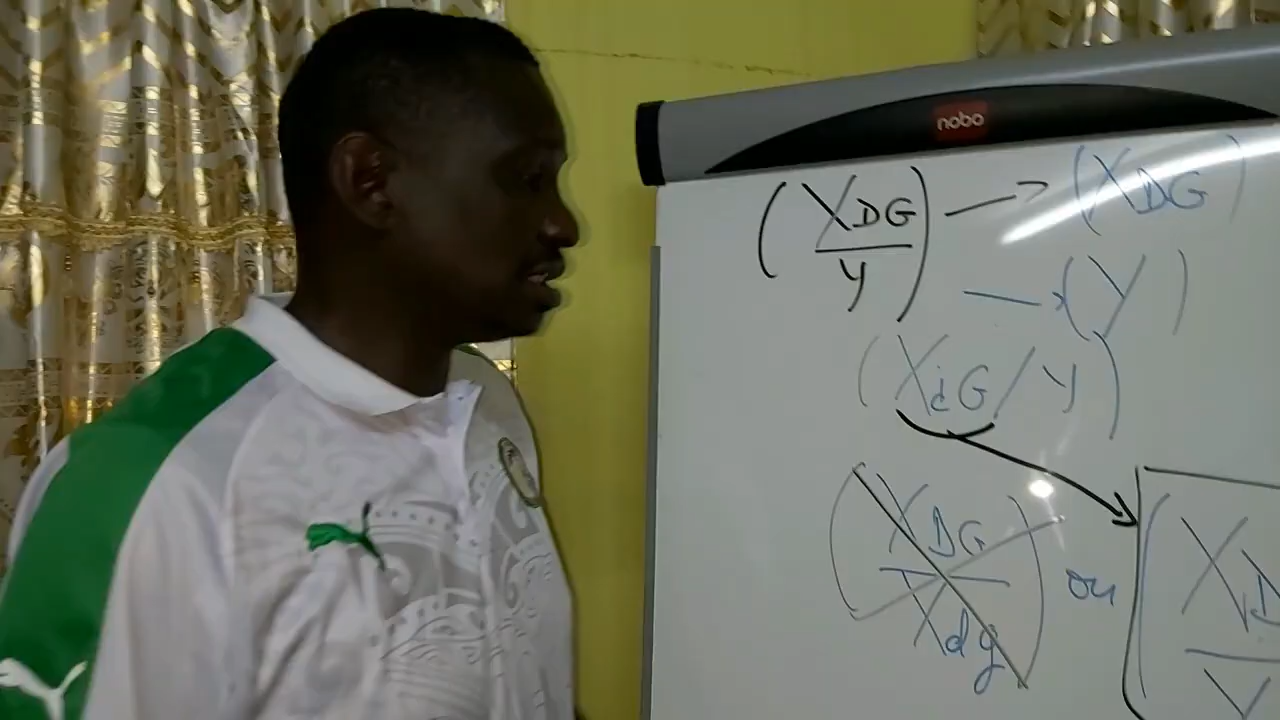 nobo
(XDG/Y) → (XDG)
→ (Y)
(XdG/Y)
(XDG/Xdg) ou